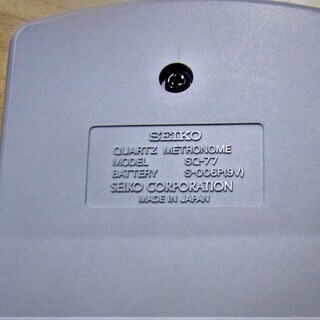 SEIKO
QUARTZ METRONOME
MODEL SQ-77
BATTERY S-006P(9V)
SEIKO CORPORATION
MADE IN JAPAN